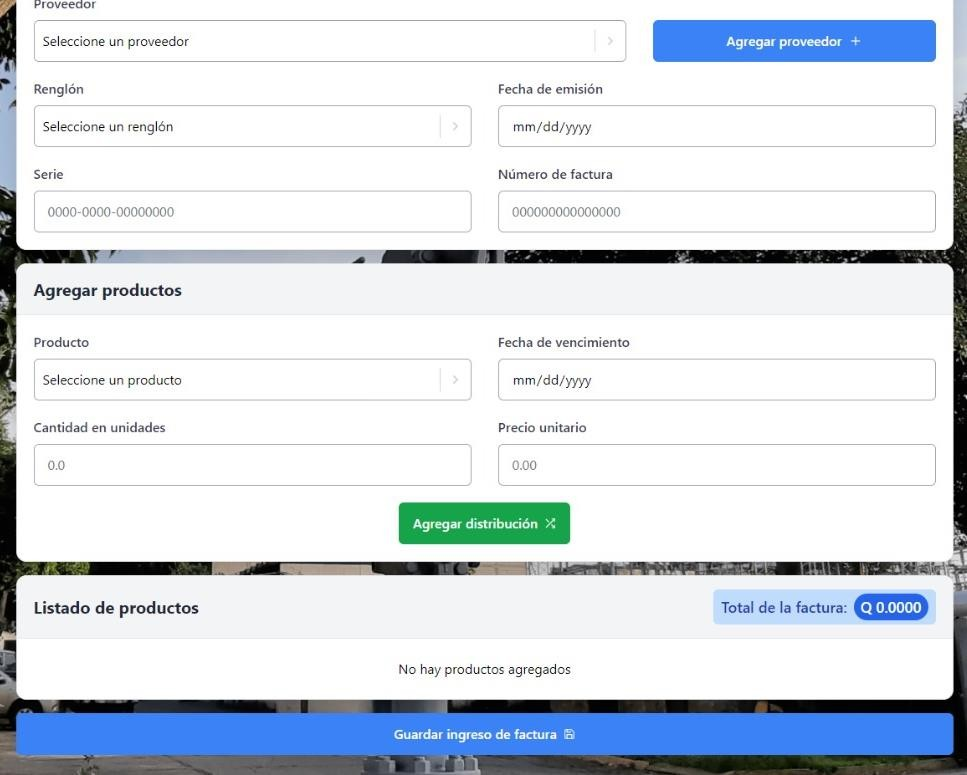 Proveedor
Seleccione un proveedor
Agregar proveedor +
Renglón
Fecha de emisión
Seleccione un renglón
mm/dd/yyyy
Serie
Número de factura
0000-0000-00000000
000000000000000
Agregar productos
Producto
Fecha de vencimiento
Seleccione un producto
mm/dd/yyyy
Cantidad en unidades
Precio unitario
0.0
0.00
Agregar distribución
Listado de productos
Total de la factura: Q 0.0000
No hay productos agregados
Guardar ingreso de factura